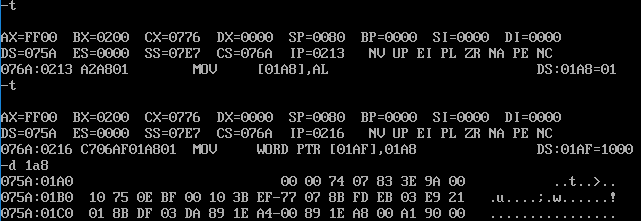 -t
AX=FF00 BX=0200 CX=0776 DX=0000 SP=0080 BP=0000 SI=0000 DI=0000
DS=075A ES=0000 SS=07E7 CS=076A IP=0213 NV UP EI PL ZR NA PE NC
076A:0213 A2A801 MOV [01A8],AL DS:01A8=01
-t
AX=FF00 BX=0200 CX=0776 DX=0000 SP=0080 BP=0000 SI=0000 DI=0000
DS=075A ES=0000 SS=07E7 CS=076A IP=0216 NV UP EI PL ZR NA PE NC
076A:0216 C706AF01A801 MOV WORD PTR [01AF],01A8 DS:01AF=1000
-d 1a8
075A:01A0 00 00 74 07 83 3E 9A 00 ..t..>..
075A:01B0 10 75 0E BF 00 10 3B EF-77 07 8B FD EB 03 E9 21 .u....;.w......!
075A:01C0 01 8B DF 03 DA 89 1E A4-00 89 1E A8 00 A1 90 00 ................